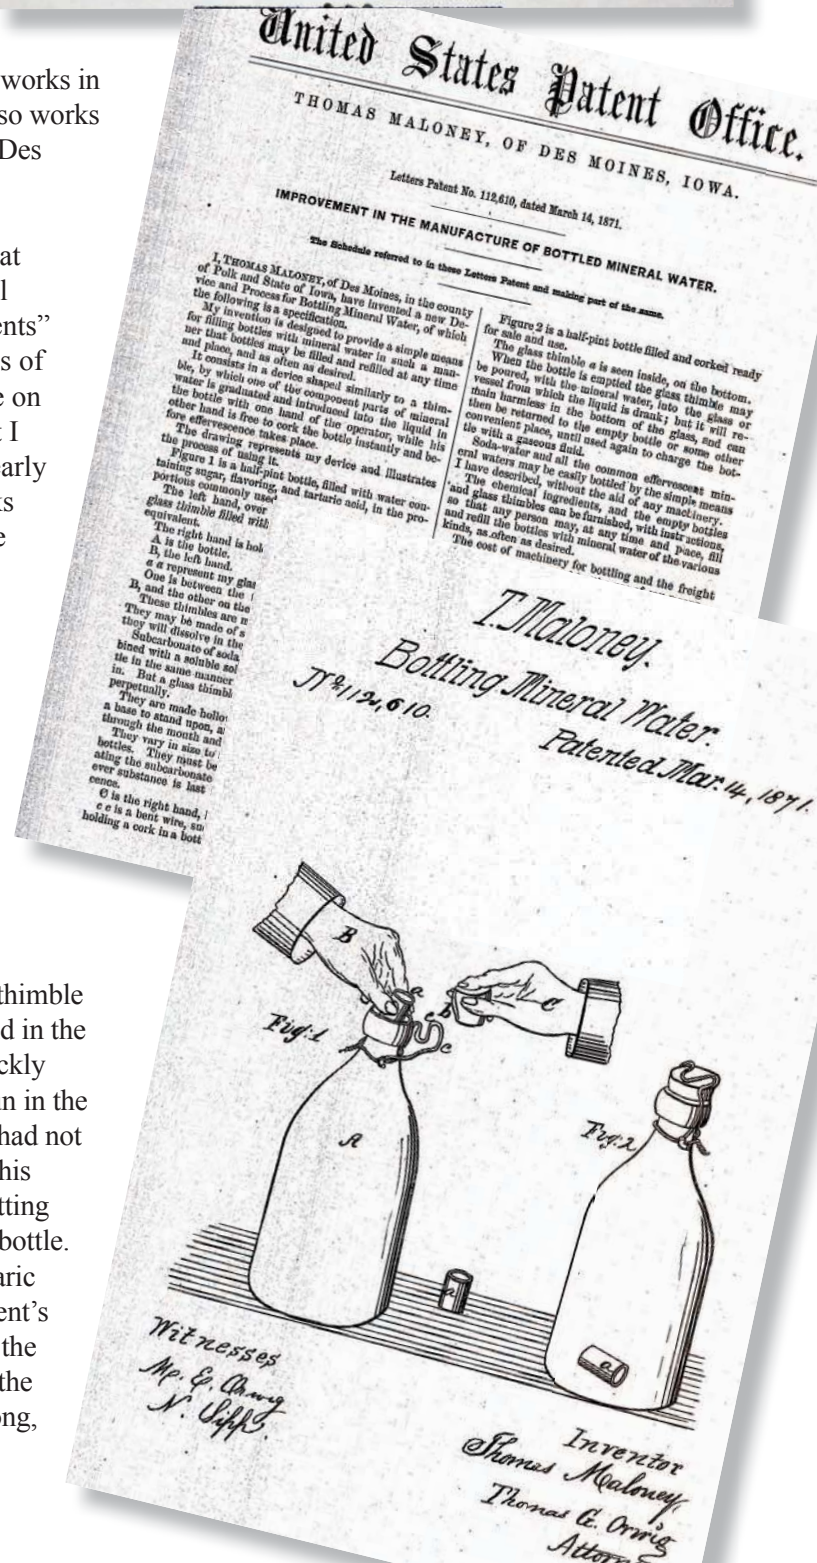 works in
so works
Des
at
l
ents”
s of
e on
t I
early
ks
e
thimble
d in the
ckly
n in the
had not
his
tting
bottle.
aric
ent’s
the
the
ong,
United States Patent Office.
THOMAS MALONEY, OF DES MOINES, IOWA.
Letters Patent No. 112,610, dated March 14, 1871.
IMPROVEMENT IN THE MANUFACTURE OF BOTTLED MINERAL WATER.
The Schedule referred to in these Letters Patent and making part of the same.
I, THOMAS MALONEY, of Des Moines, in the county
of Polk and State of Iowa, have invented a new De-
vice and Process for Bottling Mineral Water, of which
the following is a specification.
My invention is designed to provide a simple means
for filling bottles with mineral water in such a man-
ner that bottles may be filled and refilled at any time
and place, and as often as desired.
It consists in a device shaped similarly to a thim-
ble, by which one of the component parts of mineral
water is graduated and introduced into the liquid in
the bottle with one hand of the operator, while his
other hand is free to cork the bottle instantly and be-
fore effervescence takes place.
The drawing represents my device and illustrates
the process of using it.
Figure 1 is a half-pint bottle, filled with water con-
taining sugar, flavoring, and tartaric acid, in the pro-
portions commonly used
The left hand, over
glass thimble filled with
equivalent.
The right hand is hol
A is the bottle.
B, the left hand.
a a represent my glas
One is between the
B, and the other on the
These thimbles are m
They may be made of s
they will dissolve in the
Subcarbonate of soda
bined with a soluble sol
tle in the same manner
in. But a glass thimbl
perpetually.
They are made hollow
a base to stand upon, a
through the mouth and
They vary in size to
bottles. They must be
ating the subcarbonate
ever substance is last
cence.
C is the right hand,
c c is a bent wire, su
holding a cork in a bott
Figure 2 is a half-pint bottle filled and corked ready
for sale and use.
The glass thimble a is seen inside, on the bottom.
When the bottle is emptied the glass thimble may
be poured, with the mineral water, into the glass or
vessel from which the liquid is drank; but it will re-
main harmless in the bottom of the glass, and can
then be returned to the empty bottle or some other
convenient place, until used again to charge the bot-
tle with a gaseous fluid.
Soda-water and all the common effervescent min-
eral waters may be easily bottled by the simple means
I have described, without the aid of any machinery.
The chemical ingredients, and the empty bottles
and glass thimbles can be furnished, with instructions,
so that any person may, at any time and place, fill
and refill the bottles with mineral water of the various
kinds, as often as desired.
The cost of machinery for bottling and the freight
T. Maloney.
Bottling Mineral Water.
No. 112,610.
Patented Mar. 14, 1871.
B
a
b
C
Fig: 1
c
c
A
Fig: 2
a
a
Witnesses
N. Sipp
Inventor
Thomas Maloney
Thomas G. Orwig
Attorn